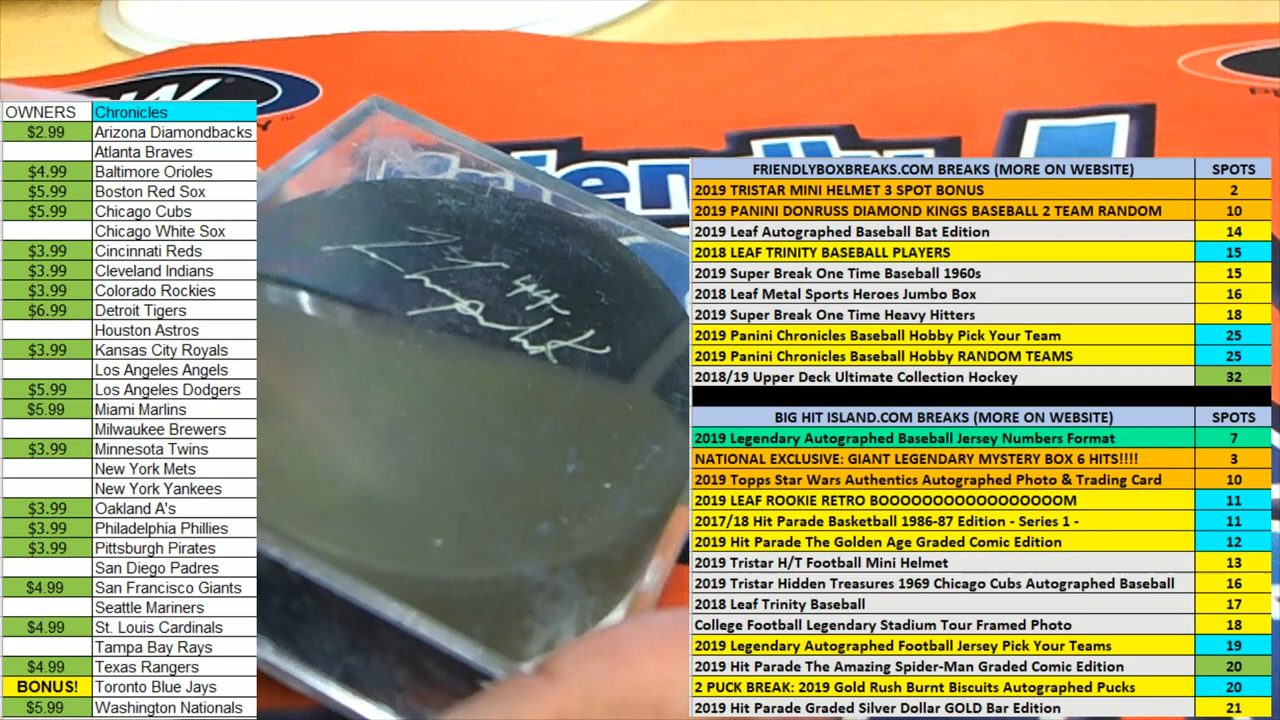 OWNERS Chronicles
$2.99 Arizona Diamondbacks
Atlanta Braves
$4.99 Baltimore Orioles
$5.99 Boston Red Sox
$5.99 Chicago Cubs
Chicago White Sox
$3.99 Cincinnati Reds
$3.99 Cleveland Indians
$3.99 Colorado Rockies
$6.99 Detroit Tigers
Houston Astros
$3.99 Kansas City Royals
Los Angeles Angels
$5.99 Los Angeles Dodgers
$5.99 Miami Marlins
Milwaukee Brewers
$3.99 Minnesota Twins
New York Mets
New York Yankees
$3.99 Oakland A's
$3.99 Philadelphia Phillies
$3.99 Pittsburgh Pirates
San Diego Padres
$4.99 San Francisco Giants
Seattle Mariners
$4.99 St. Louis Cardinals
Tampa Bay Rays
$4.99 Texas Rangers
BONUS! Toronto Blue Jays
$5.99 Washington Nationals
44
FRIENDLYBOXBREAKS.COM BREAKS (MORE ON WEBSITE) SPOTS
2019 TRISTAR MINI HELMET 3 SPOT BONUS 2
2019 PANINI DONRUSS DIAMOND KINGS BASEBALL 2 TEAM RANDOM 10
2019 Leaf Autographed Baseball Bat Edition 14
2018 LEAF TRINITY BASEBALL PLAYERS 15
2019 Super Break One Time Baseball 1960s 15
2018 Leaf Metal Sports Heroes Jumbo Box 16
2019 Super Break One Time Heavy Hitters 18
2019 Panini Chronicles Baseball Hobby Pick Your Team 25
2019 Panini Chronicles Baseball Hobby RANDOM TEAMS 25
2018/19 Upper Deck Ultimate Collection Hockey 32
BIG HIT ISLAND.COM BREAKS (MORE ON WEBSITE) SPOTS
2019 Legendary Autographed Baseball Jersey Numbers Format 7
NATIONAL EXCLUSIVE: GIANT LEGENDARY MYSTERY BOX 6 HITS!!!! 3
2019 Topps Star Wars Authentics Autographed Photo & Trading Card 10
2019 LEAF ROOKIE RETRO BOOOOOOOOOOOOOOOOOM 11
2017/18 Hit Parade Basketball 1986-87 Edition - Series 1 - 11
2019 Hit Parade The Golden Age Graded Comic Edition 12
2019 Tristar H/T Football Mini Helmet 13
2019 Tristar Hidden Treasures 1969 Chicago Cubs Autographed Baseball 16
2018 Leaf Trinity Baseball 17
College Football Legendary Stadium Tour Framed Photo 18
2019 Legendary Autographed Football Jersey Pick Your Teams 19
2019 Hit Parade The Amazing Spider-Man Graded Comic Edition 20
2 PUCK BREAK: 2019 Gold Rush Burnt Biscuits Autographed Pucks 20
2019 Hit Parade Graded Silver Dollar GOLD Bar Edition 21